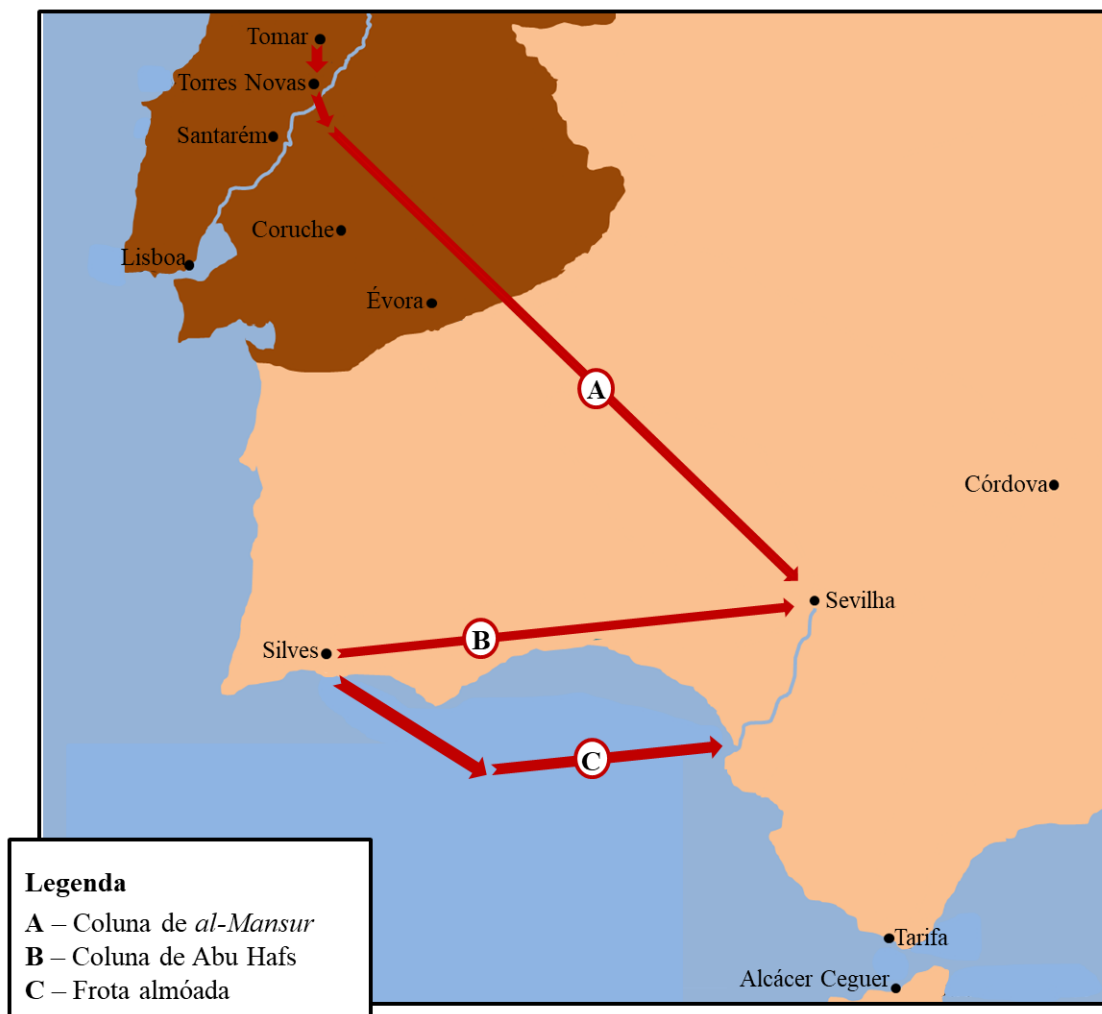 Tomar
Torres Novas
Santarém
Coruche
Lisboa
Évora
A
Córdova
Sevilha
B
Silves
C
Tarifa
Alcácer Ceguer
Legenda
A – Coluna de al-Mansur
B – Coluna de Abu Hafs
C – Frota almóada